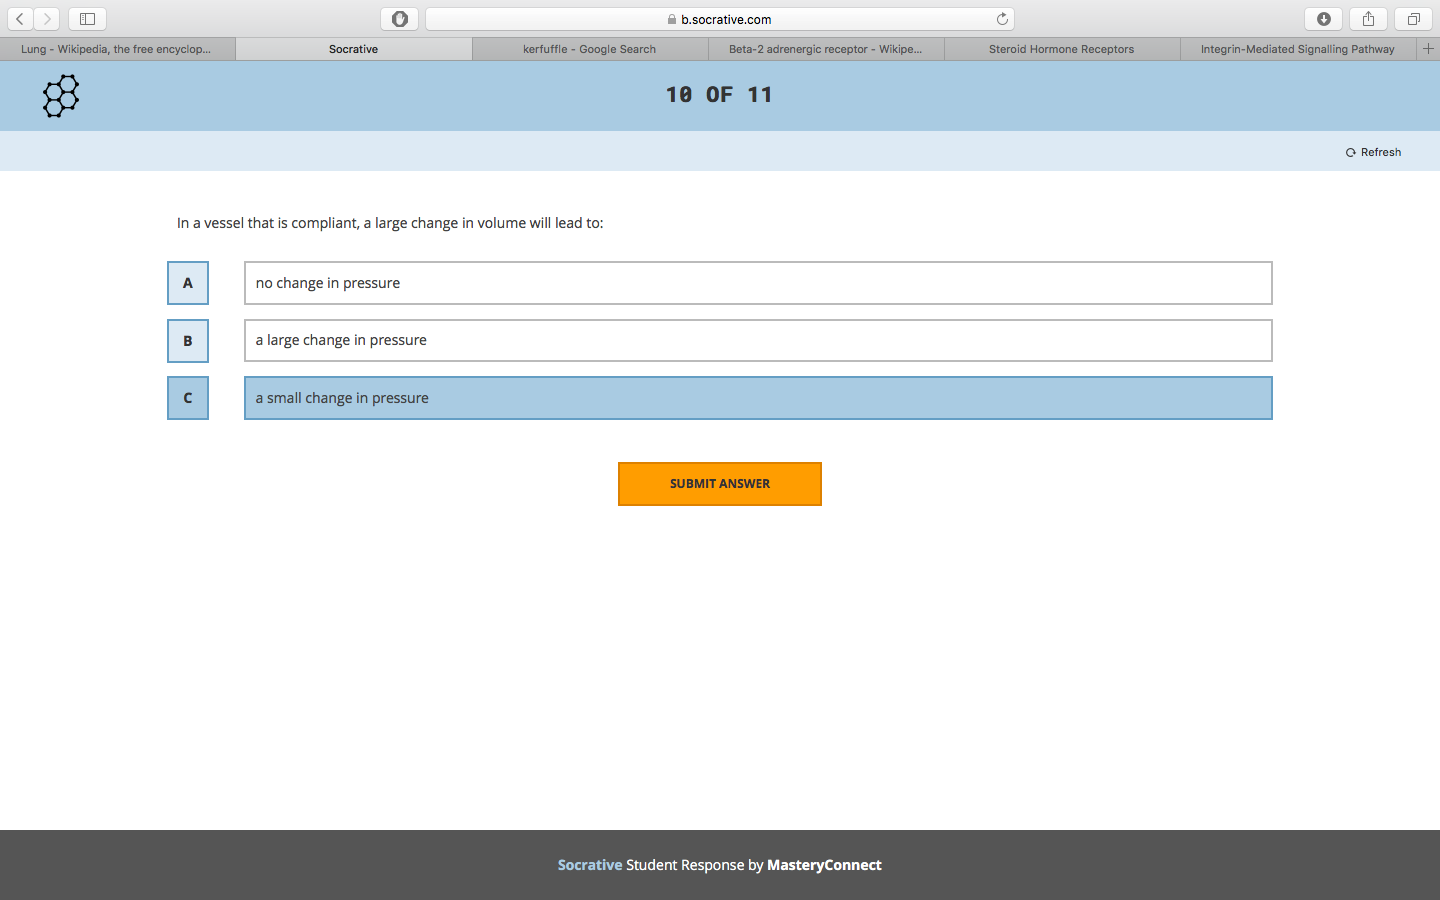 b.socrative.com
Lung - Wikipedia, the free encyclop...
Socrative
kerfuffle - Google Search
Beta-2 adrenergic receptor - Wikipe...
Steroid Hormone Receptors
Integrin-Mediated Signalling Pathway
10 OF 11
Refresh
In a vessel that is compliant, a large change in volume will lead to:
A no change in pressure
B a large change in pressure
C a small change in pressure
SUBMIT ANSWER
Socrative Student Response by MasteryConnect